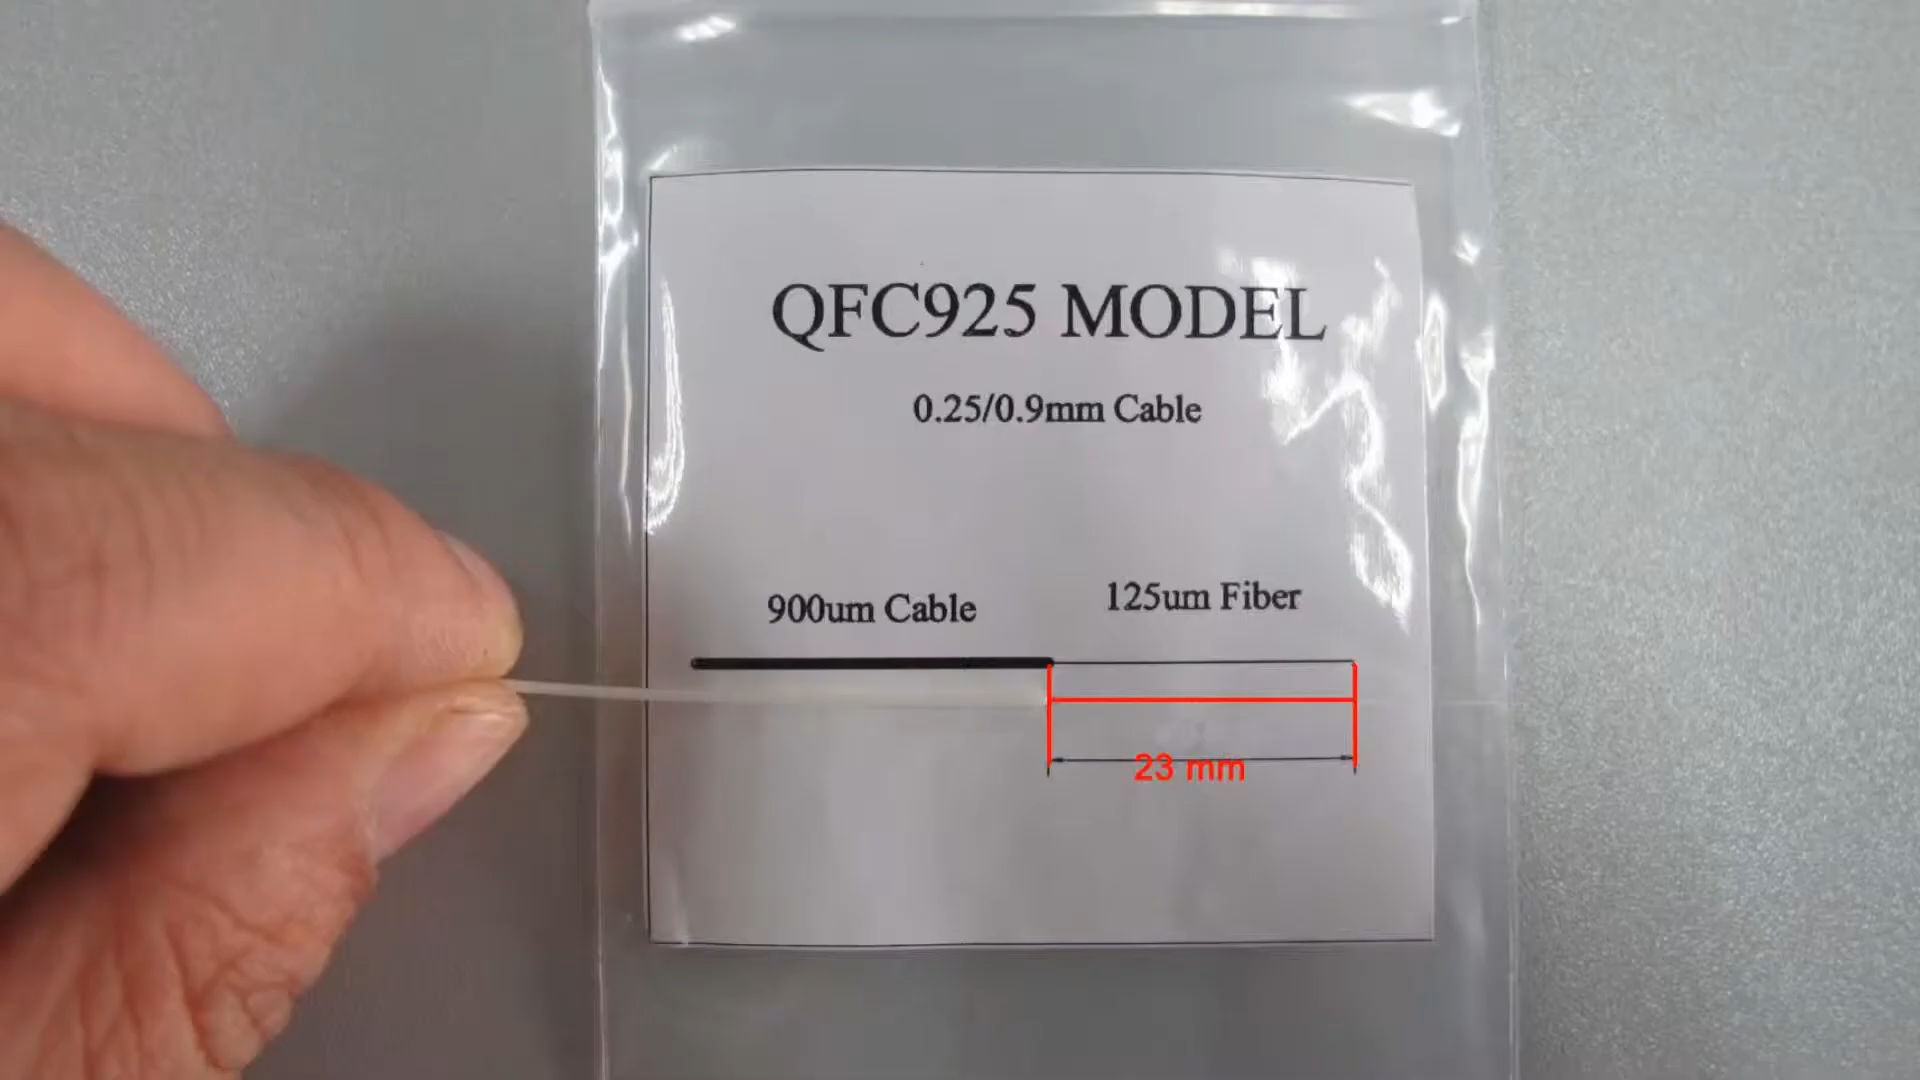 QFC925 MODEL
0.25/0.9mm Cable
900um Cable
125um Fiber
23 mm